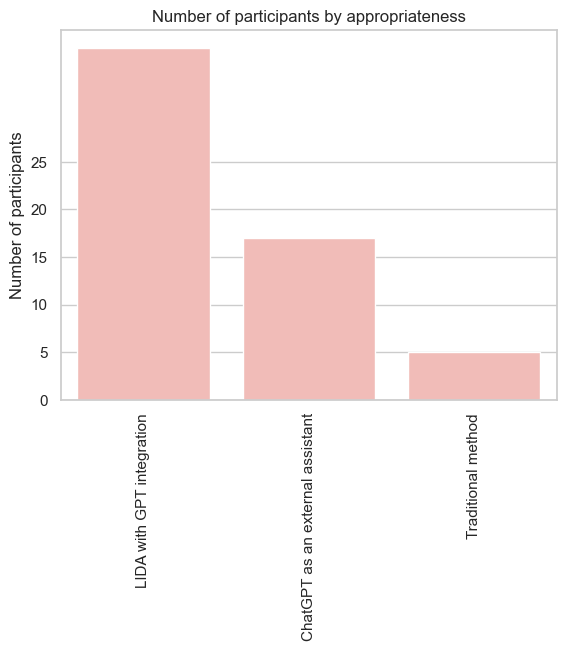 Number of participants by appropriateness
Number of participants
25
20
15
10
5
0
LIDA with GPT integration
ChatGPT as an external assistant
Traditional method